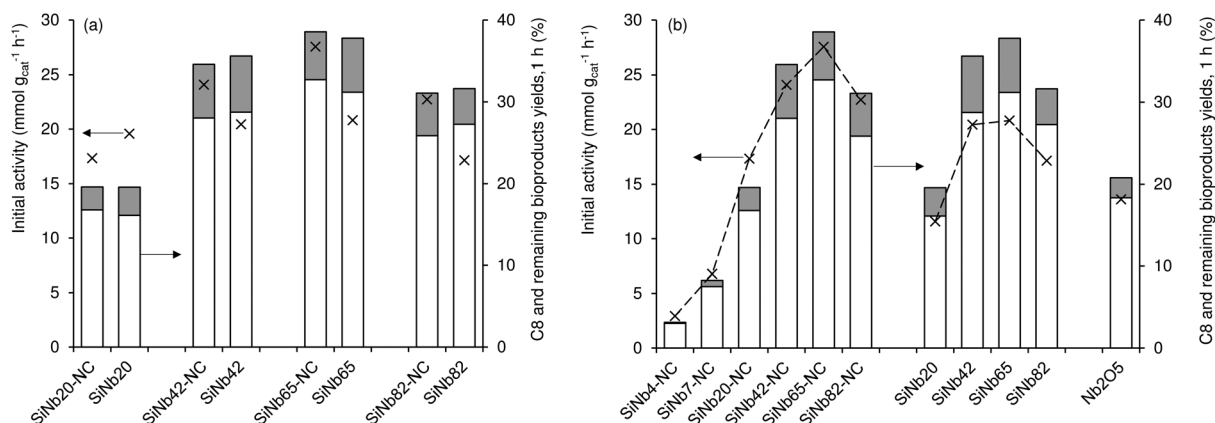 (a)
Initial activity (mmol g_cat^-1 h^-1)
30
25
20
15
10
5
0
40
30
20
10
0
C8 and remaining bioproducts yields,1 h (%)
SiNb20-NC
SiNb20
SiNb42-NC
SiNb42
SiNb65-NC
SiNb65
SiNb82-NC
SiNb82
(b)
Initial activity (mmol g_cat^-1 h^-1)
30
25
20
15
10
5
0
40
30
20
10
0
C8 and remaining bioproducts yields, 1 h (%)
SiNb4-NC
SiNb7-NC
SiNb20-NC
SiNb42-NC
SiNb65-NC
SiNb82-NC
SiNb20
SiNb42
SiNb65
SiNb82
Nb2O5